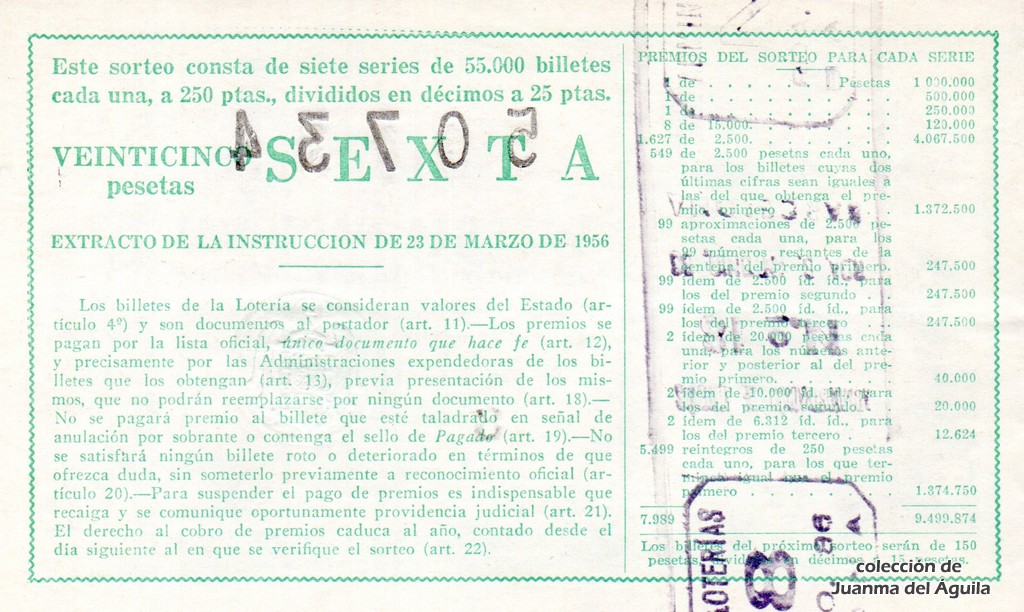 Este sorteo consta de siete series de 55.000 billetes
cada una, a 250 ptas., divididos en décimos a 25 ptas.
50734
VEINTICINCO
pesetas
SEXTA
EXTRACTO DE LA INSTRUCCION DE 23 DE MARZO DE 1956
Los billetes de la Lotería se consideran valores del Estado (ar-
tículo 4º) y son documentos al portador (art. 11).—Los premios se
pagan por la lista oficial, único documento que hace fe (art. 12),
y precisamente por las Administraciones expendedoras de los bi-
lletes que los obtengan (art. 13), previa presentación de los mis-
mos, que no podrán reemplazarse por ningún documento (art. 18).—
No se pagará premio al billete que esté taladrado en señal de
anulación por sobrante o contenga el sello de Pagado (art. 19).—No
se satisfará ningún billete roto o deteriorado en términos de que
ofrezca duda, sin someterlo previamente a reconocimiento oficial (ar-
tículo 20).—Para suspender el pago de premios es indispensable que
recaiga y se comunique oportunamente providencia judicial (art. 21).
El derecho al cobro de premios caduca al año, contado desde el
día siguiente al en que se verifique el sorteo (art. 22).
PREMIOS DEL SORTEO PARA CADA SERIE
1 de . . . . . . . . Pesetas 1 000.000
1 de . . . . . . . . 500.000
1 de . . . . . . . . 250.000
8 de 15.000. . . . . . . . 120.000
1.627 de 2.500. . . . . . . . 4.067.500
549 de 2.500 pesetas cada uno,
para los billetes cuyas dos
últimas cifras sean iguales a
las del que obtenga el pre-
mio primero . . . . . 1.372.500
99 aproximaciones de 2.500 pe-
setas cada una, para los
99 números restantes de la
centena del premio primero. 247.500
99 ídem de 2.500 íd. íd., para
los del premio segundo . . 247.500
99 ídem de 2.500 íd. íd., para
los del premio tercero . . 247.500
2 ídem de 20.000 pesetas cada
una, para los números ante-
rior y posterior al del pre-
mio primero. . . . . 40.000
2 ídem de 10.000 íd. íd., para
los del premio segundo. . 20.000
2 ídem de 6.312 íd. íd., para
los del premio tercero . 12.624
5.499 reintegros de 250 pesetas
cada uno, para los que ter-
minen igual que el premio
primero . . . . . . 1.374.750
7.989 9.499.874
Los billetes del próximo sorteo serán de 150
pesetas, divididos en décimos a 15 pesetas.
LOTERIAS
8
colección de
Juanma del Águila